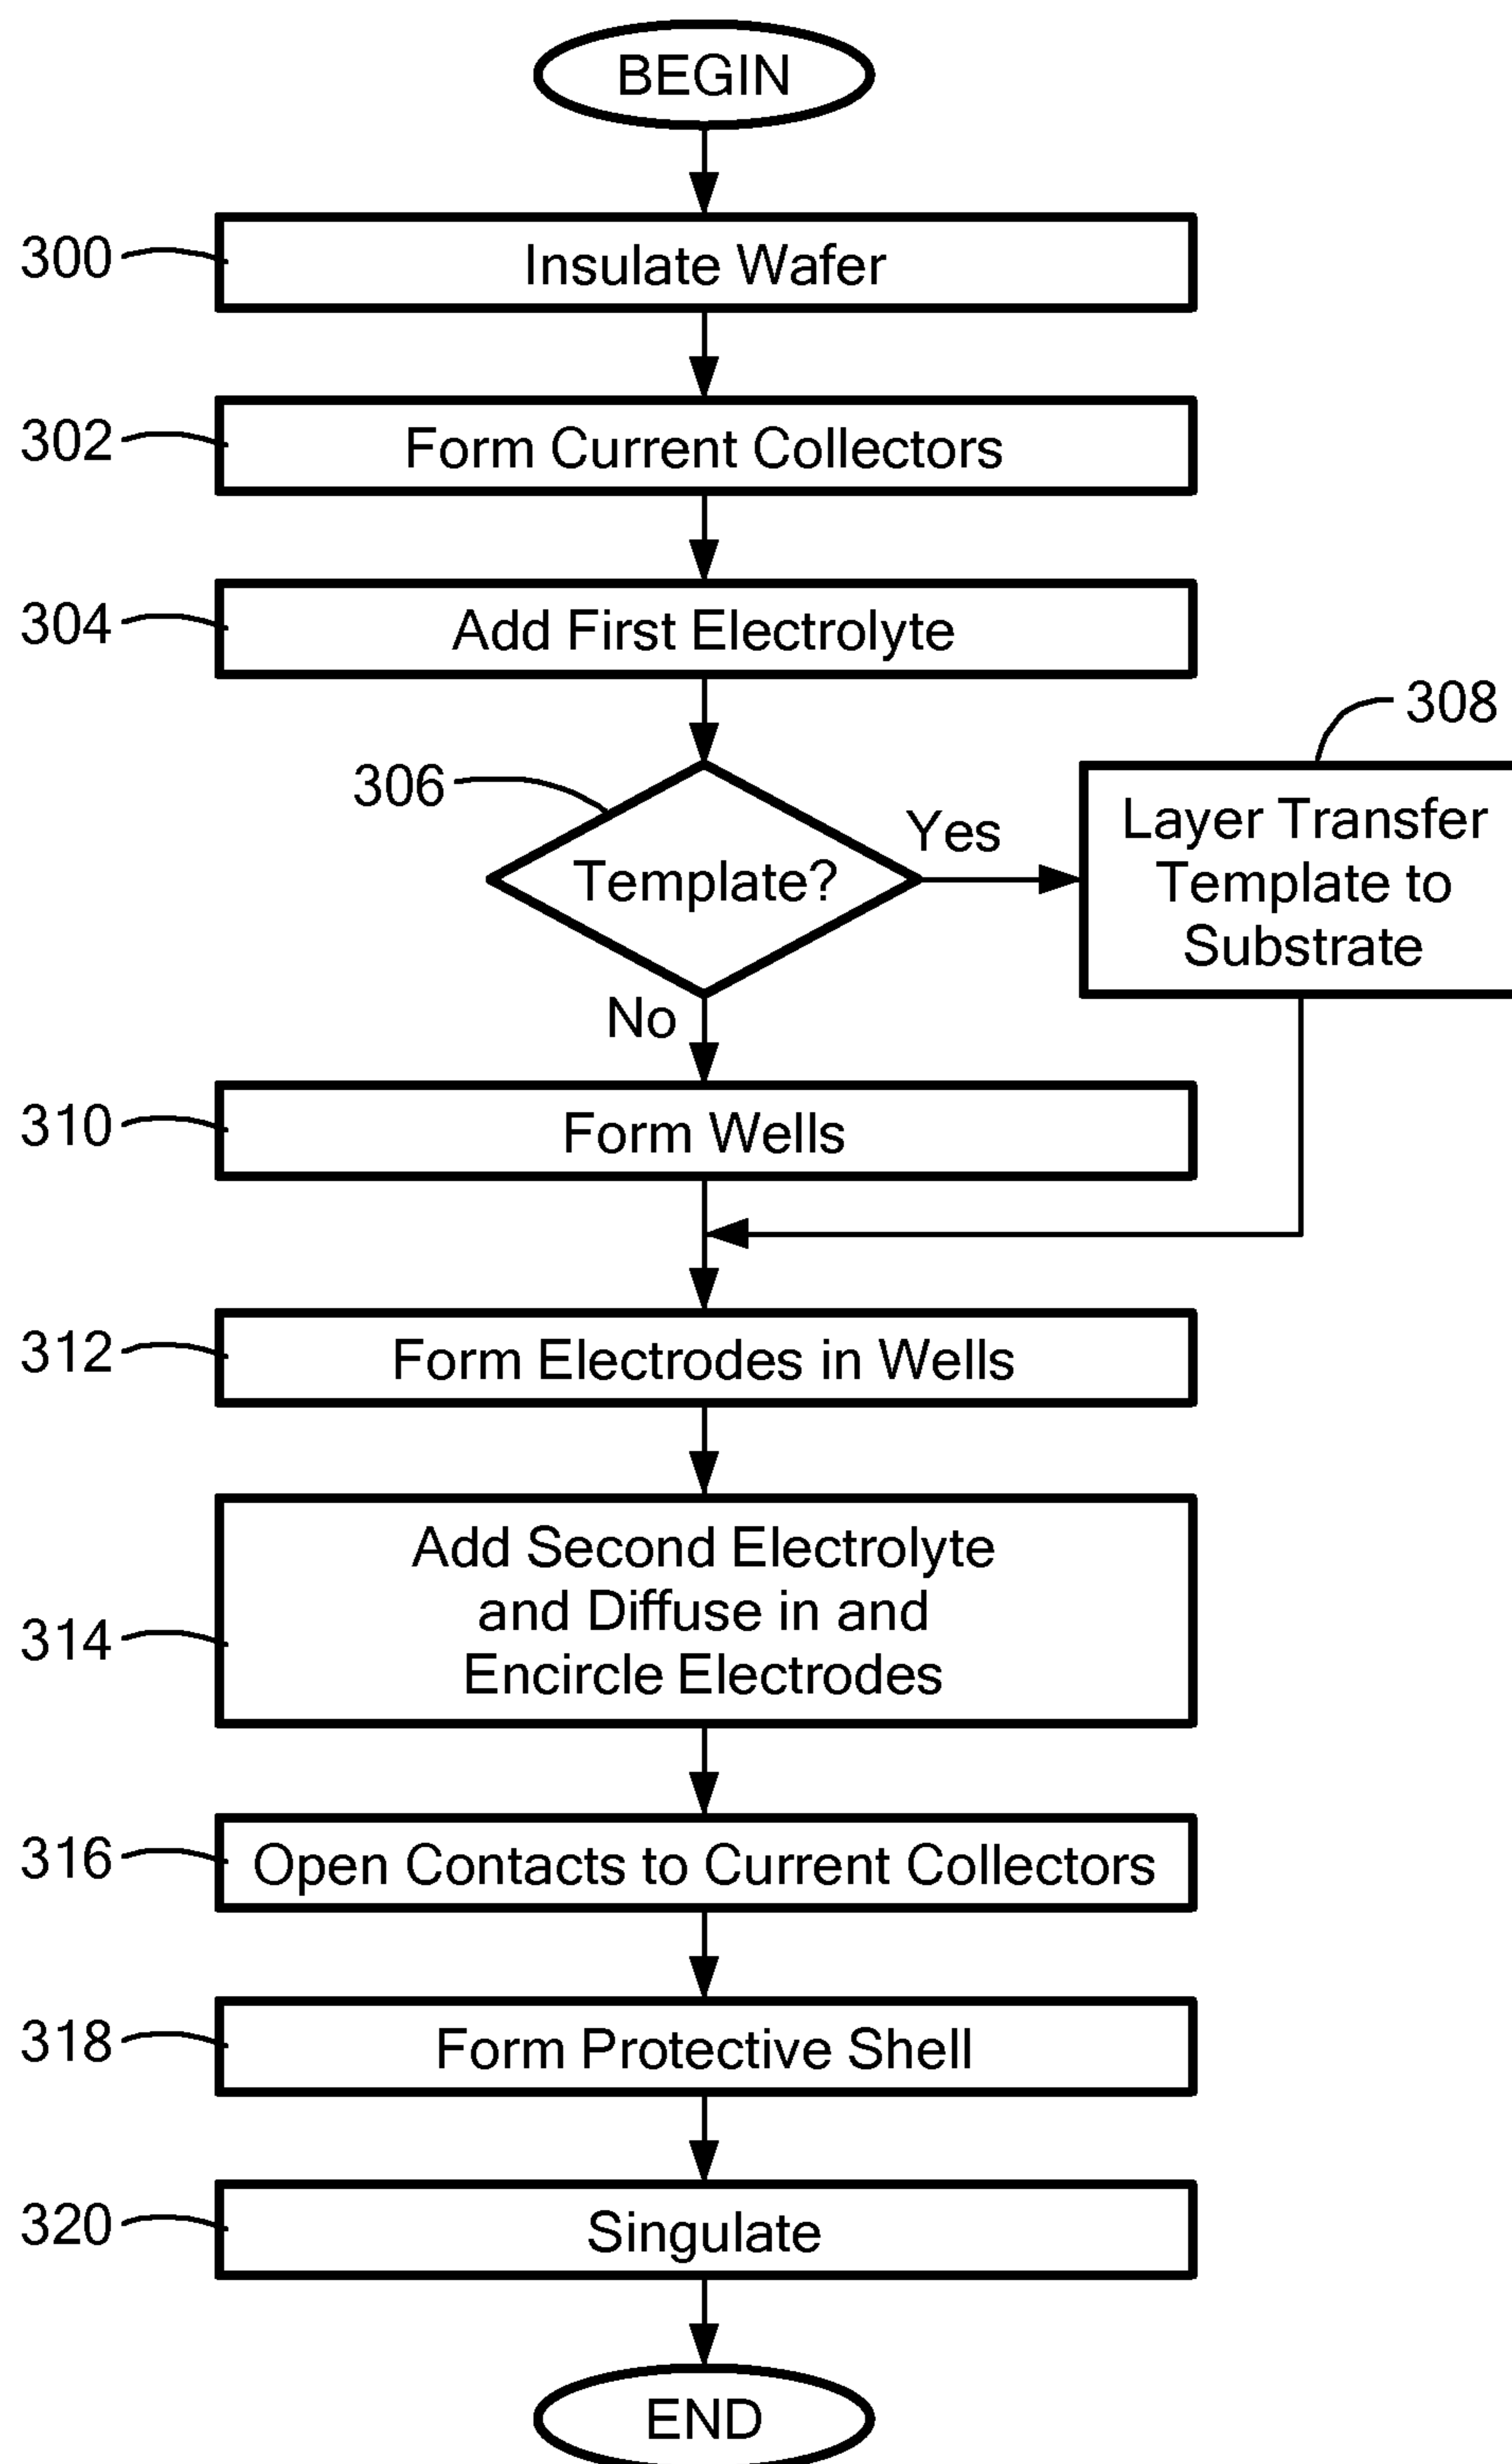 BEGIN
300
Insulate Wafer
302
Form Current Collectors
304
Add First Electrolyte
306
Template?
Yes
308
Layer Transfer
Template to
Substrate
No
310
Form Wells
312
Form Electrodes in Wells
314
Add Second Electrolyte
and Diffuse in and
Encircle Electrodes
316
Open Contacts to Current Collectors
318
Form Protective Shell
320
Singulate
END